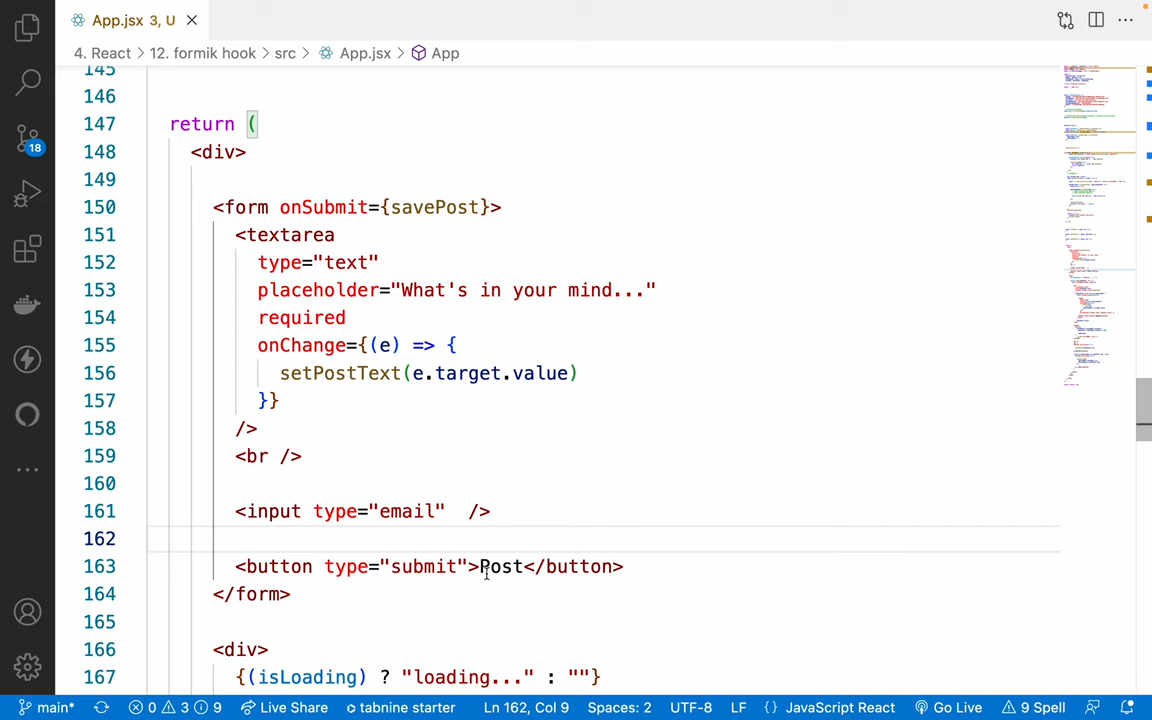 App.jsx 3, U
4. React > 12. formik hook > src > App.jsx > App
145
146
147 return (
148 <div>
149
150 <form onSubmit={savePost}>
151 <textarea
152 type="text"
153 placeholder="What's in your mind..."
154 required
155 onChange={(e) => {
156 setPostText(e.target.value)
157 }}
158 />
159 <br />
160
161 <input type="email"  />
162
163 <button type="submit">Post</button>
164 </form>
165
166 <div>
167 {(isLoading) ? "loading..." : ""}
18
main* 0 3 9 Live Share tabnine starter Ln 162, Col 9 Spaces: 2 UTF-8 LF {} JavaScript React Go Live 9 Spell